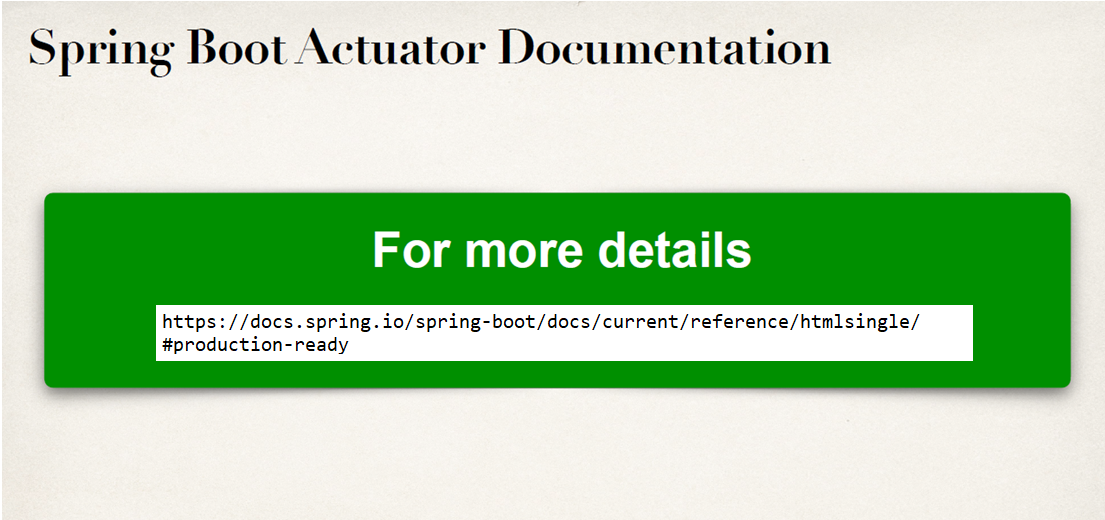 Spring Boot Actuator Documentation
For more details
https://docs.spring.io/spring-boot/docs/current/reference/htmlsingle/
#production-ready